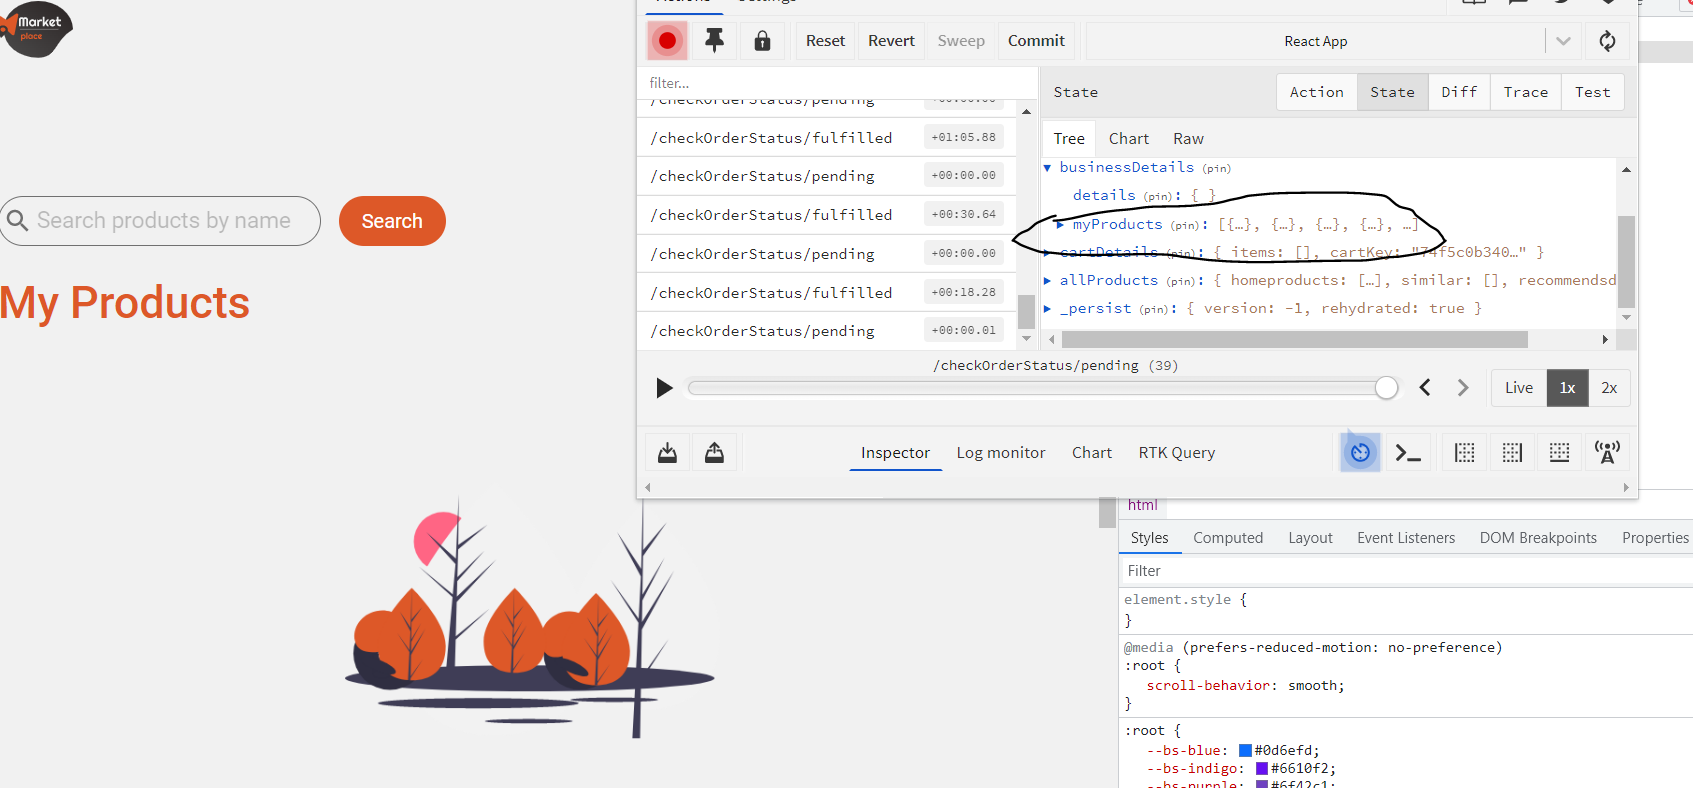 Market
place
Search products by name
Search
My Products
Reset
Revert
Sweep
Commit
React App
filter...
/checkOrderStatus/pending
/checkOrderStatus/fulfilled +01:05.88
/checkOrderStatus/pending +00:00.00
/checkOrderStatus/fulfilled +00:30.64
/checkOrderStatus/pending +00:00.00
/checkOrderStatus/fulfilled +00:18.28
/checkOrderStatus/pending +00:00.01
State
Action
State
Diff
Trace
Test
Tree
Chart
Raw
businessDetails (pin)
details (pin): { }
myProducts (pin): [{…}, {…}, {…}, {…}, …]
cartDetails (pin): { items: [], cartKey: "74f5c0b340…" }
allProducts (pin): { homeproducts: […], similar: [], recommendsd
_persist (pin): { version: -1, rehydrated: true }
/checkOrderStatus/pending (39)
Live
1x
2x
Inspector
Log monitor
Chart
RTK Query
html
Styles
Computed
Layout
Event Listeners
DOM Breakpoints
Properties
Filter
element.style {
}
@media (prefers-reduced-motion: no-preference)
:root {
scroll-behavior: smooth;
}
:root {
--bs-blue: #0d6efd;
--bs-indigo: #6610f2;
--bs-purple: #6f42c1;